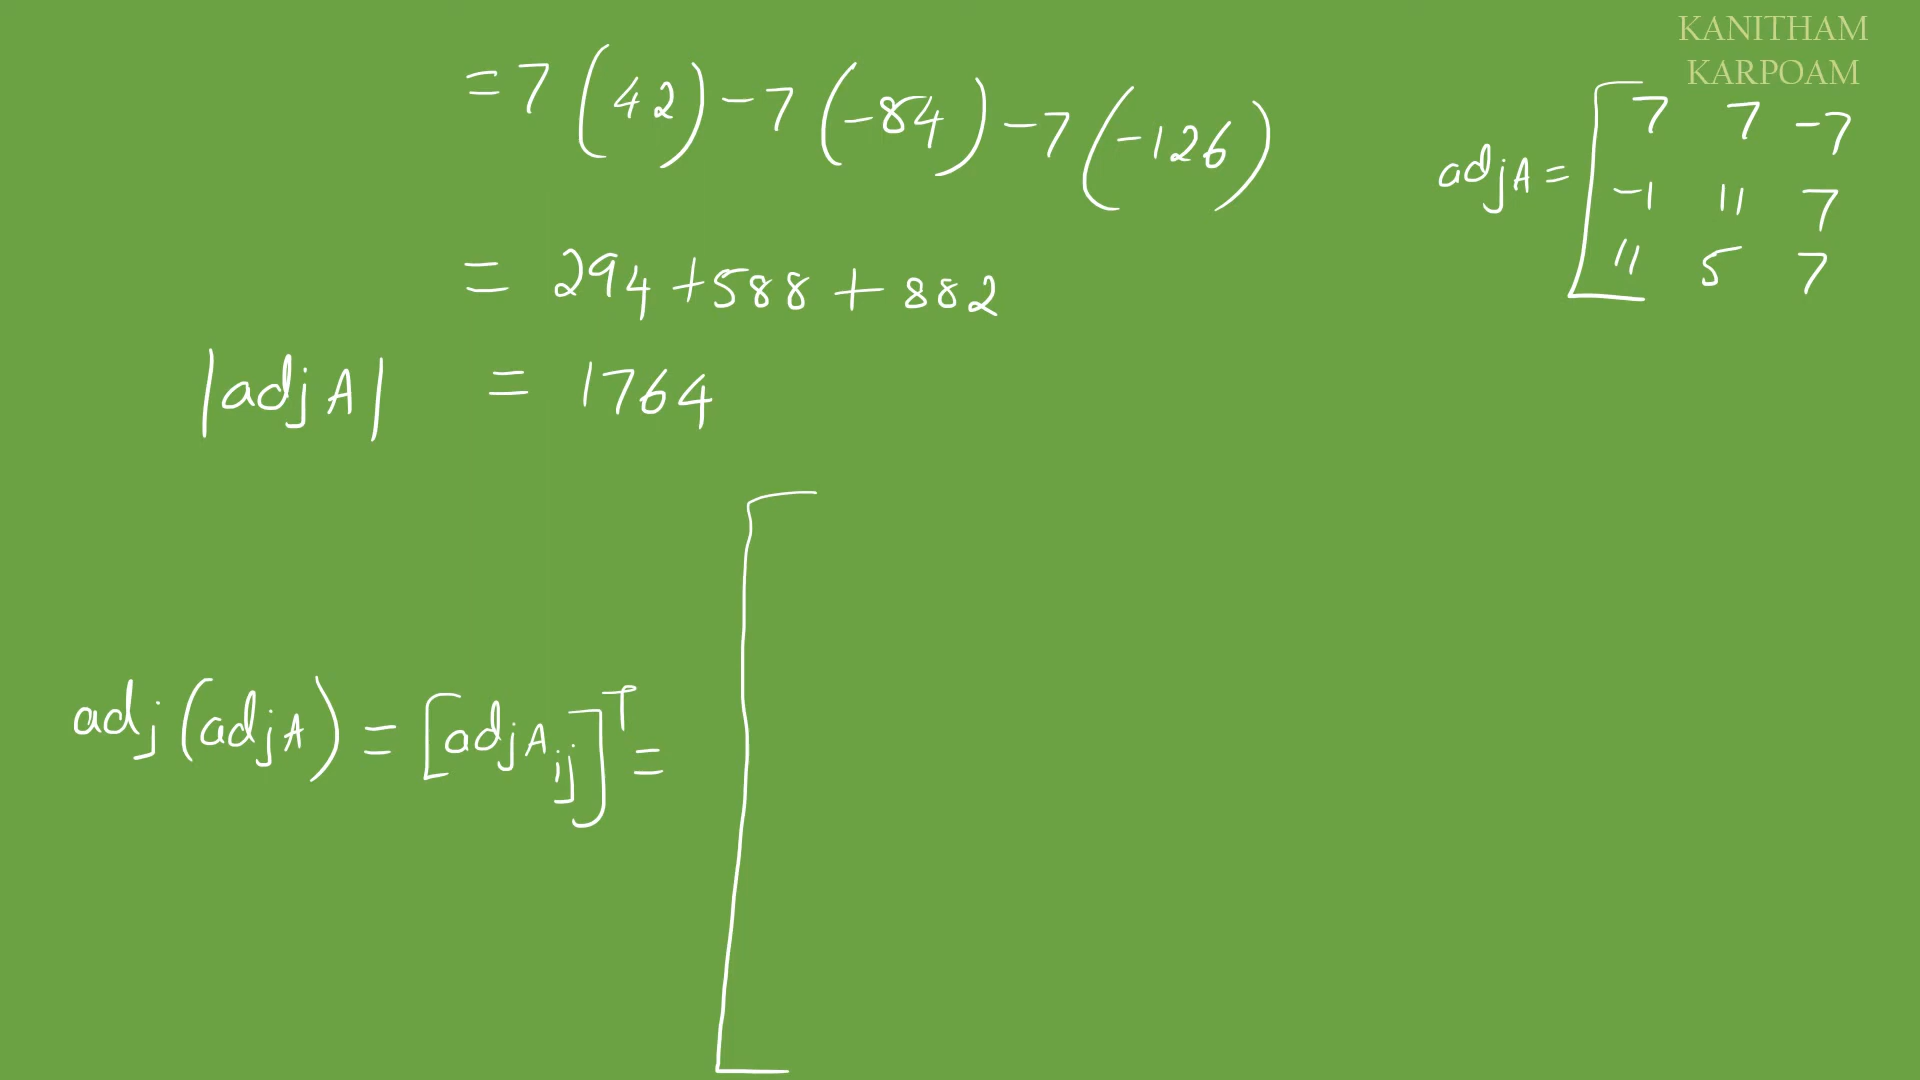 KANITHAM
KARPOAM
= 7 (42) - 7 (-84) - 7 (-126)
adj A = [ 7 7 -7
-1 11 7
11 5 7
= 294 + 588 + 882
|adj A| = 1764
adj (adj A) = [adj A ij]^T = [